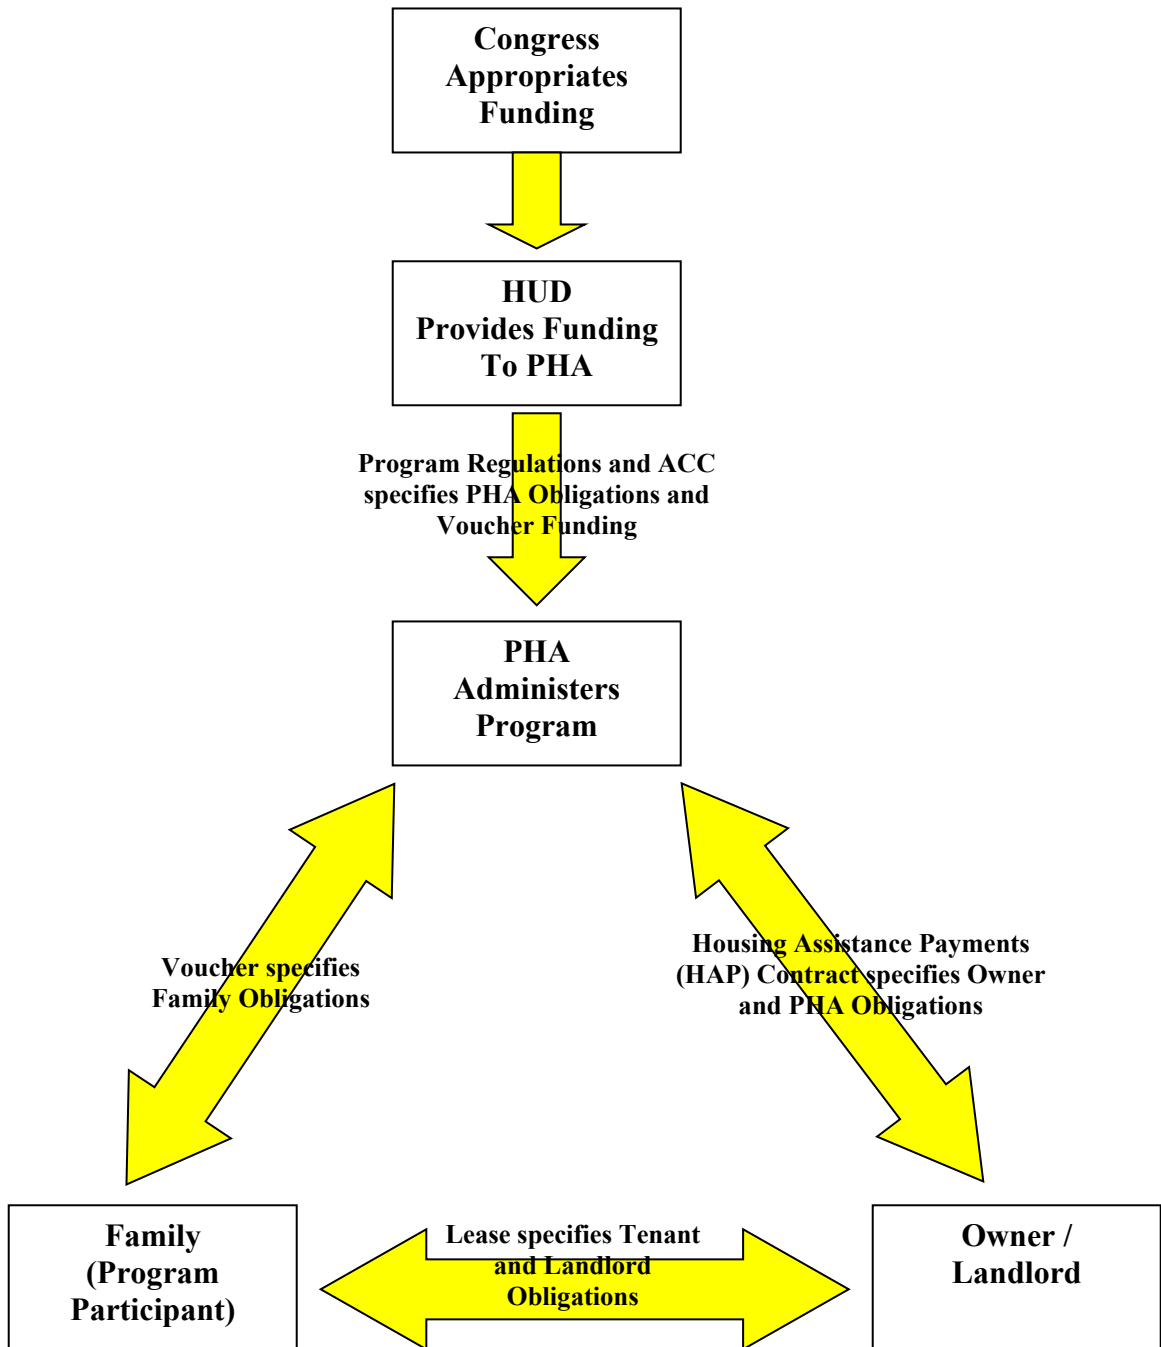 Congress
Appropriates
Funding
HUD
Provides Funding
To PHA
Program Regulations and ACC
specifies PHA Obligations and
Voucher Funding
PHA
Administers
Program
Voucher specifies
Family Obligations
Housing Assistance Payments
(HAP) Contract specifies Owner
and PHA Obligations
Family
(Program
Participant)
Lease specifies Tenant
and Landlord
Obligations
Owner /
Landlord